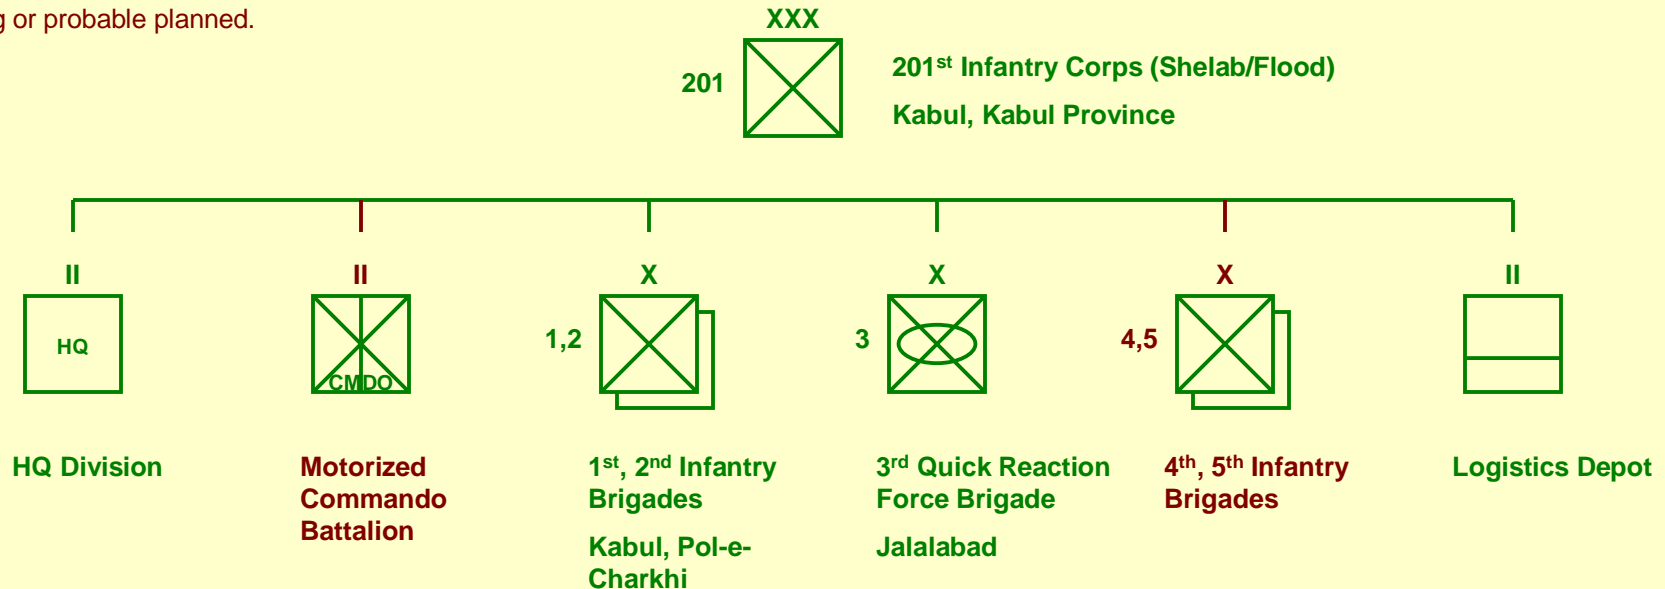 g or probable planned.
XXX
201
201st Infantry Corps (Shelab/Flood)
Kabul, Kabul Province
II
II
X
X
X
II
HQ
CMDO
1,2
3
4,5
HQ Division
Motorized
Commando
Battalion
1st, 2nd Infantry
Brigades
Kabul, Pol-e-
Charkhi
3rd Quick Reaction
Force Brigade
Jalalabad
4th, 5th Infantry
Brigades
Logistics Depot